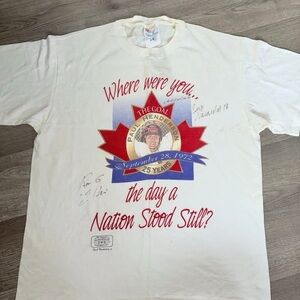 Where were you...
THE GOAL
PAUL HENDERSON
September 28, 1972
25 YEARS
the day a
Nation Stood Still?